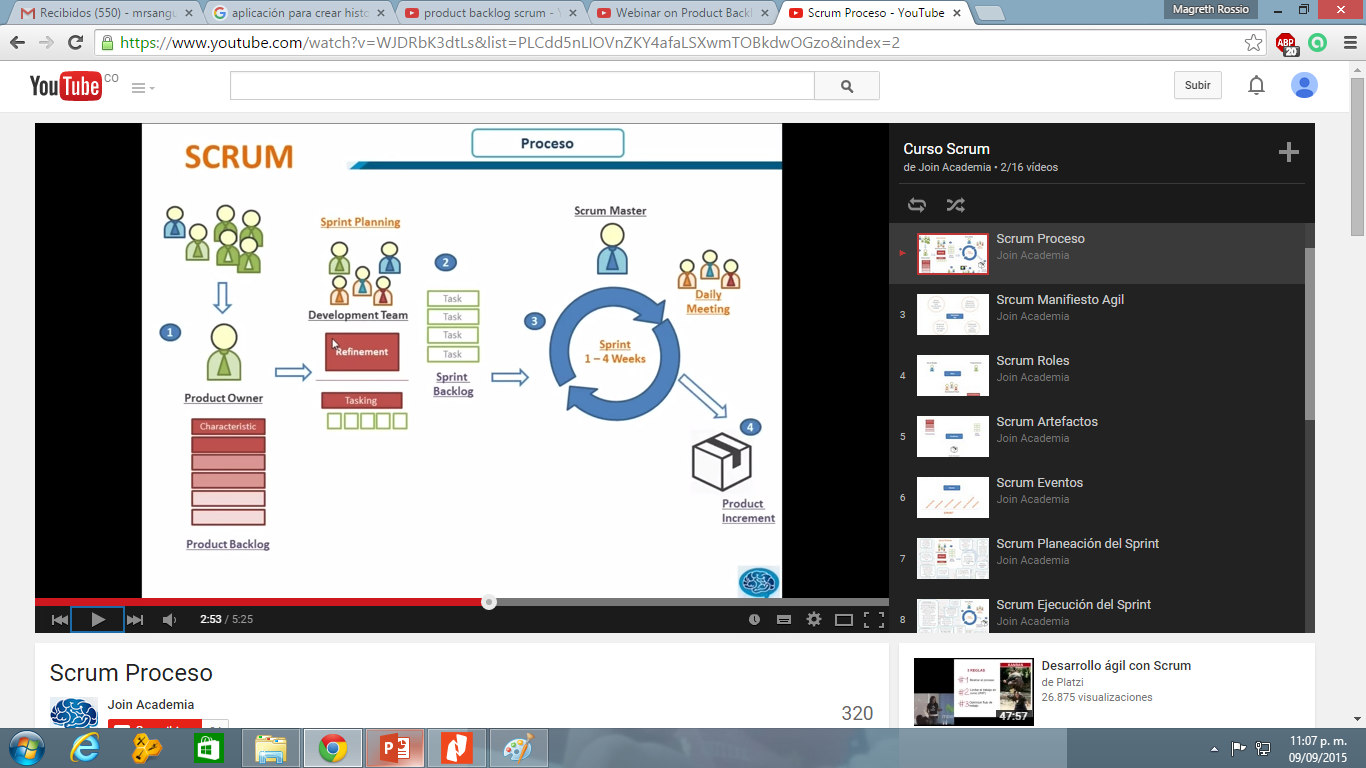 Recibidos (550) - mrsangu
aplicación para crear histo
product backlog scrum - Y
Webinar on Product Backl
Scrum Proceso - YouTube
Magreth Rossio
https://www.youtube.com/watch?v=WJDRbK3dtLs&list=PLCdd5nLIOVnZKY4afaLSXwmTOBkdwOGzo&index=2
ABP
2.0
YouTube CO
Subir
SCRUM
Proceso
Sprint Planning
Scrum Master
2
Daily
Meeting
Development Team
Task
Task
Task
Task
1
3
Refinement
Sprint
1 – 4 Weeks
Sprint
Backlog
Product Owner
Tasking
Characteristic
4
Product
Increment
Product Backlog
2:53 / 5:25
Curso Scrum
de Join Academia • 2/16 vídeos
Scrum Proceso
Join Academia
3
Srcum Manifiesto Agil
Join Academia
4
Scrum Roles
Join Academia
5
Scrum Artefactos
Join Academia
6
Scrum Eventos
Join Academia
7
Scrum Planeación del Sprint
Join Academia
8
Scrum Ejecución del Sprint
Join Academia
Scrum Proceso
Join Academia
320
Desarrollo ágil con Scrum
de Platzi
26.875 visualizaciones
47:57
11:07 p. m.
09/09/2015